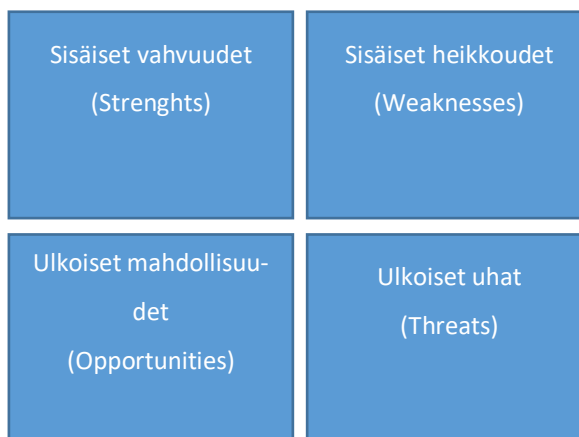 Sisäiset vahvuudet
(Strenghts)
Sisäiset heikkoudet
(Weaknesses)
Ulkoiset mahdollisuu-
det
(Opportunities)
Ulkoiset uhat
(Threats)